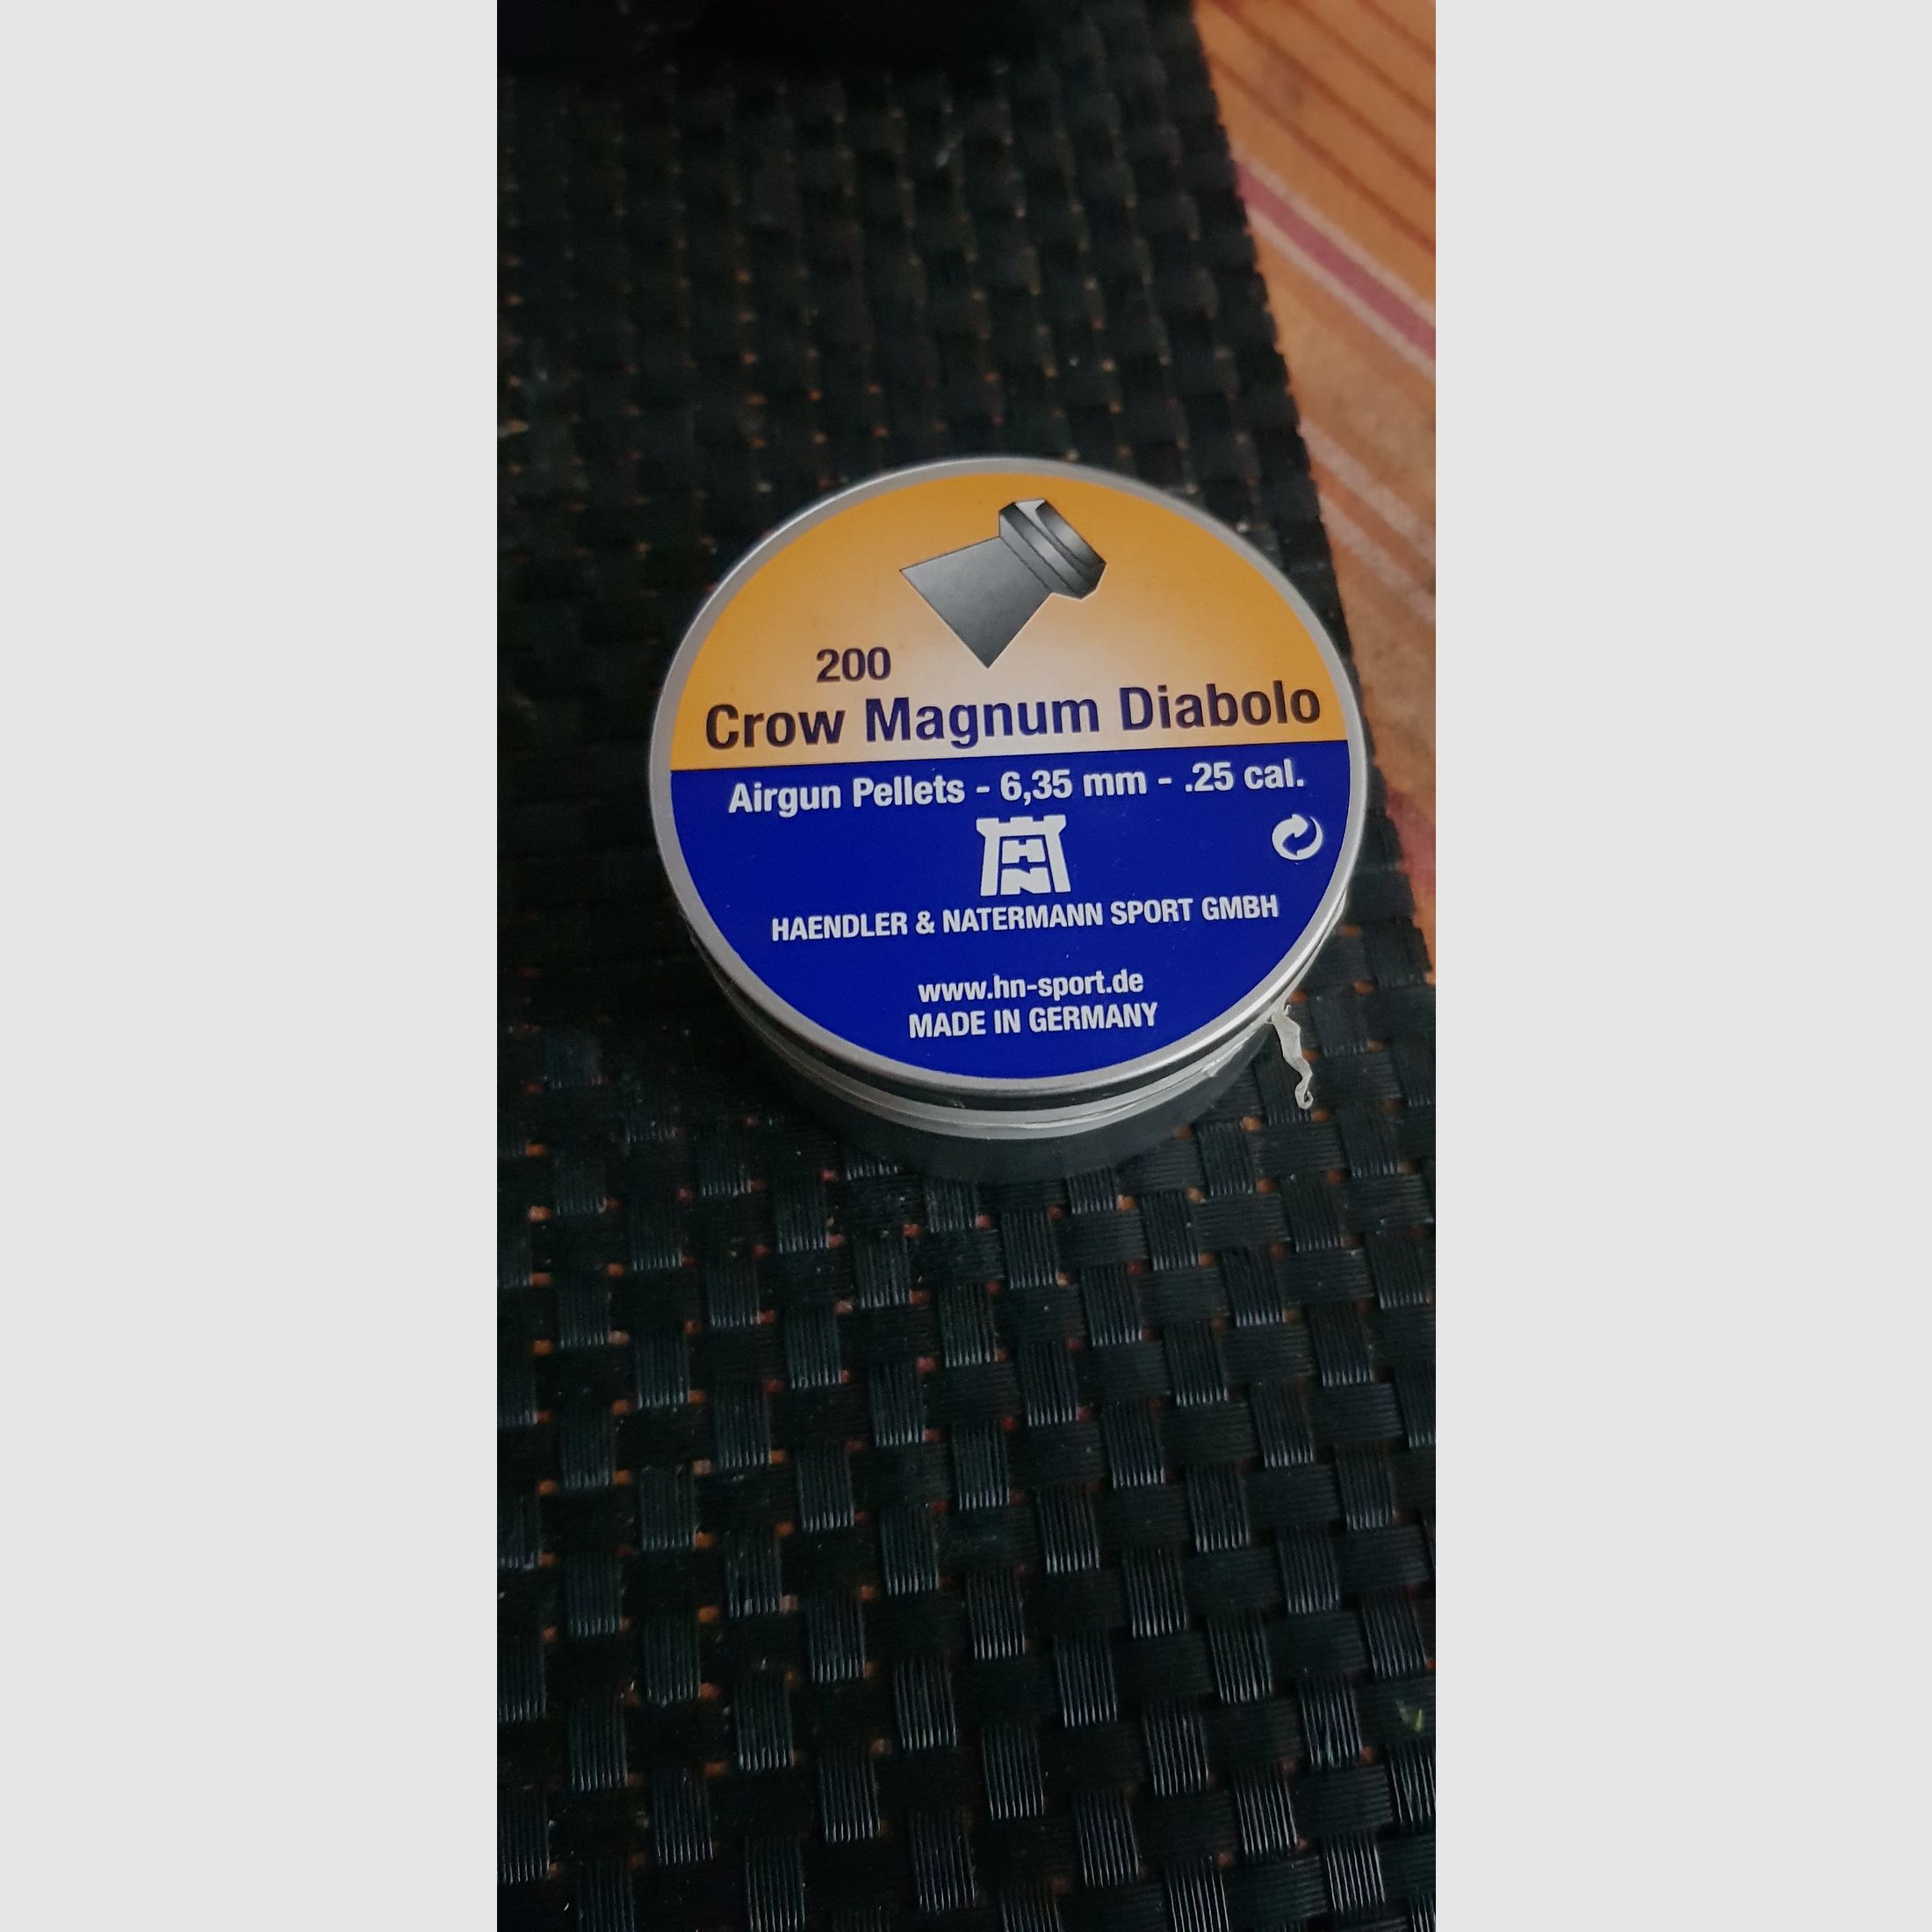 200
Crow Magnum Diabolo
Airgun Pellets - 6,35 mm - .25 cal.
HN
HAENDLER & NATERMANN SPORT GMBH
www.hn-sport.de
MADE IN GERMANY